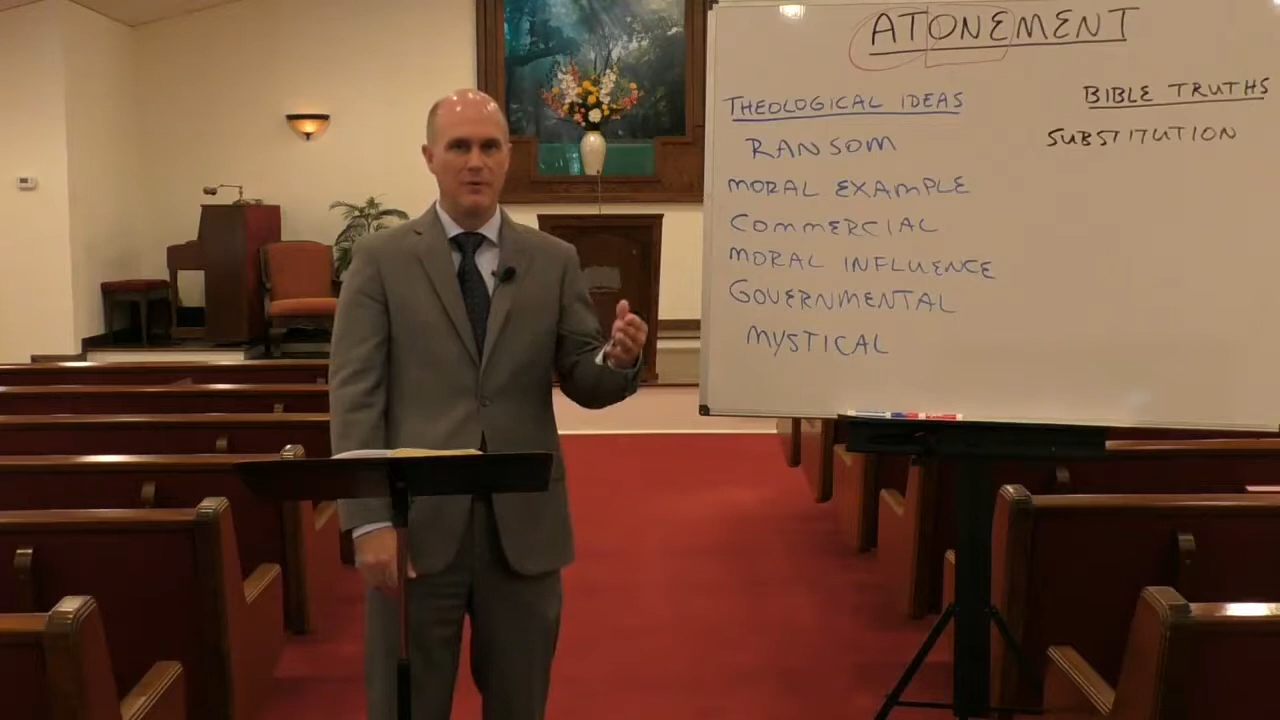 ATONEMENT
THEOLOGICAL IDEAS
RANSOM
MORAL EXAMPLE
COMMERCIAL
MORAL INFLUENCE
GOVERNMENTAL
MYSTICAL
BIBLE TRUTHS
SUBSTITUTION